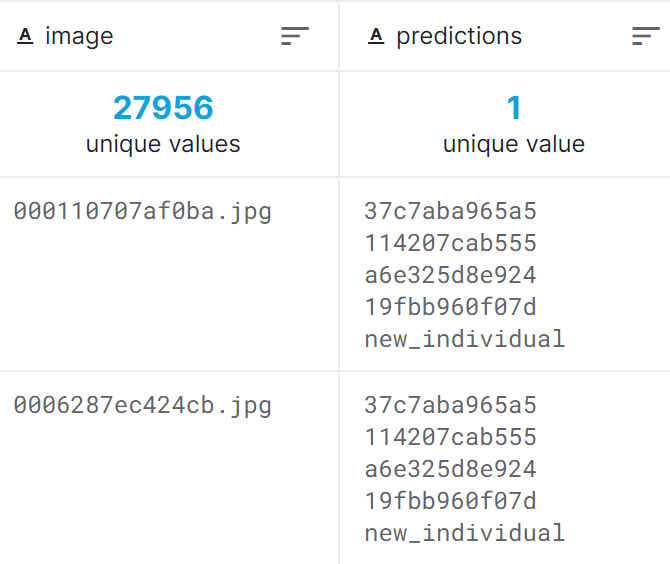 A image
A predictions
27956
unique values
1
unique value
000110707af0ba.jpg
37c7aba965a5
114207cab555
a6e325d8e924
19fbb960f07d
new_individual
0006287ec424cb.jpg
37c7aba965a5
114207cab555
a6e325d8e924
19fbb960f07d
new_individual